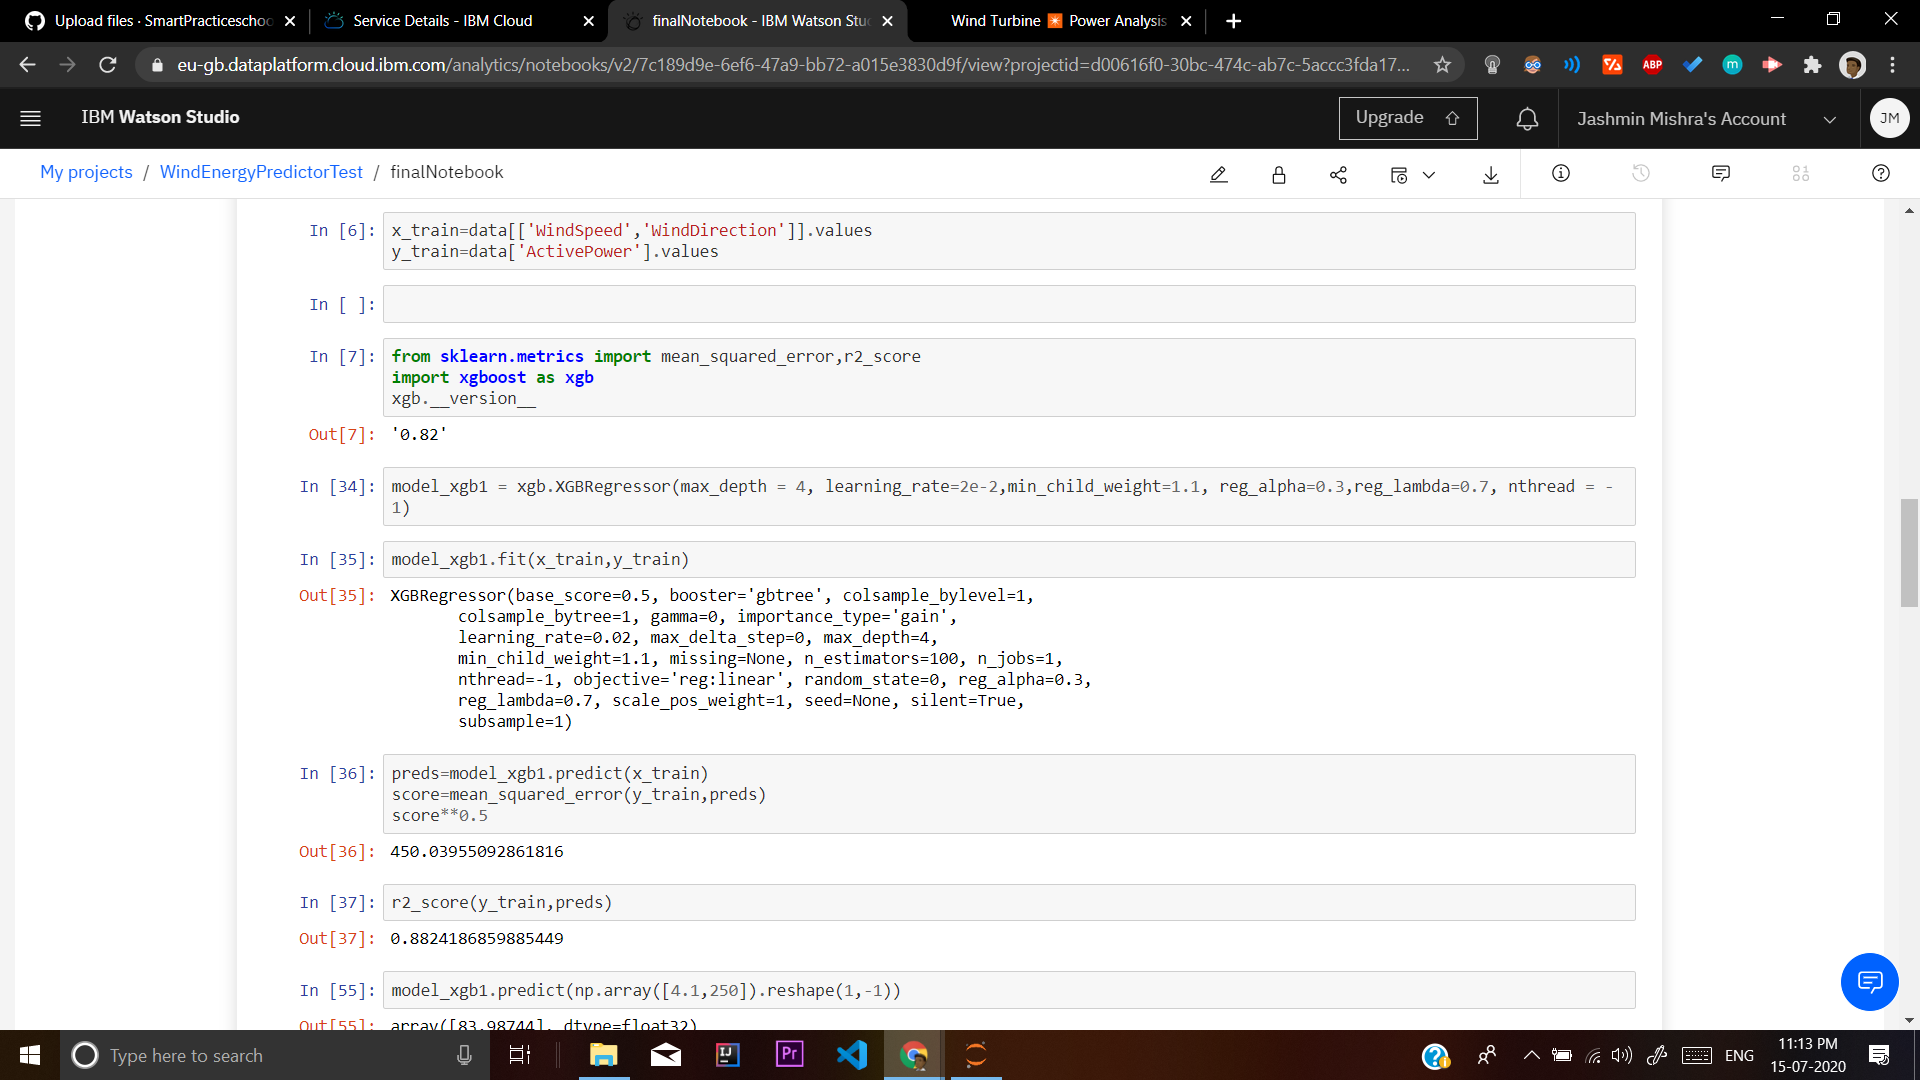 Upload files · SmartPracticeschoo
Service Details - IBM Cloud
finalNotebook - IBM Watson Stu
Wind Turbine Power Analysis
eu-gb.dataplatform.cloud.ibm.com/analytics/notebooks/v2/7c189d9e-6ef6-47a9-bb72-a015e3830d9f/view?projectid=d00616f0-30bc-474c-ab7c-5accc3fda17...
ABP
m
IBM Watson Studio
Upgrade
Jashmin Mishra's Account
JM
My projects / WindEnergyPredictorTest / finalNotebook
In [6]: x_train=data[['WindSpeed','WindDirection']].values
y_train=data['ActivePower'].values
In [ ]:
In [7]: from sklearn.metrics import mean_squared_error,r2_score
import xgboost as xgb
xgb.__version__
Out[7]: '0.82'
In [34]: model_xgb1 = xgb.XGBRegressor(max_depth = 4, learning_rate=2e-2,min_child_weight=1.1, reg_alpha=0.3,reg_lambda=0.7, nthread = -
1)
In [35]: model_xgb1.fit(x_train,y_train)
Out[35]: XGBRegressor(base_score=0.5, booster='gbtree', colsample_bylevel=1,
colsample_bytree=1, gamma=0, importance_type='gain',
learning_rate=0.02, max_delta_step=0, max_depth=4,
min_child_weight=1.1, missing=None, n_estimators=100, n_jobs=1,
nthread=-1, objective='reg:linear', random_state=0, reg_alpha=0.3,
reg_lambda=0.7, scale_pos_weight=1, seed=None, silent=True,
subsample=1)
In [36]: preds=model_xgb1.predict(x_train)
score=mean_squared_error(y_train,preds)
score**0.5
Out[36]: 450.03955092861816
In [37]: r2_score(y_train,preds)
Out[37]: 0.8824186859885449
In [55]: model_xgb1.predict(np.array([4.1,250]).reshape(1,-1))
Out[55]: array([83.98744], dtype=float32)
Type here to search
IJ
Pr
ENG
11:13 PM
15-07-2020